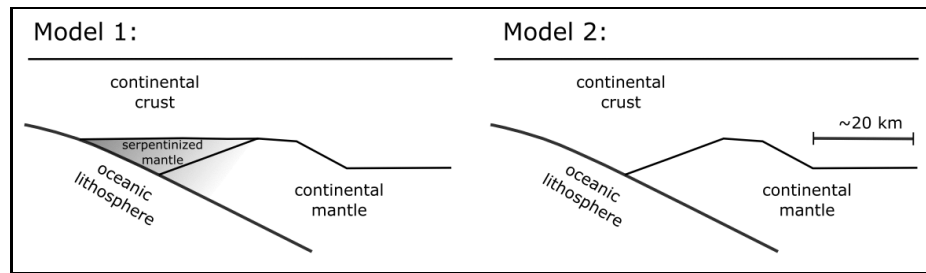 Model 1:
continental
crust
serpentinized
mantle
oceanic
lithosphere
continental
mantle
Model 2:
continental
crust
~20 km
oceanic
lithosphere
continental
mantle